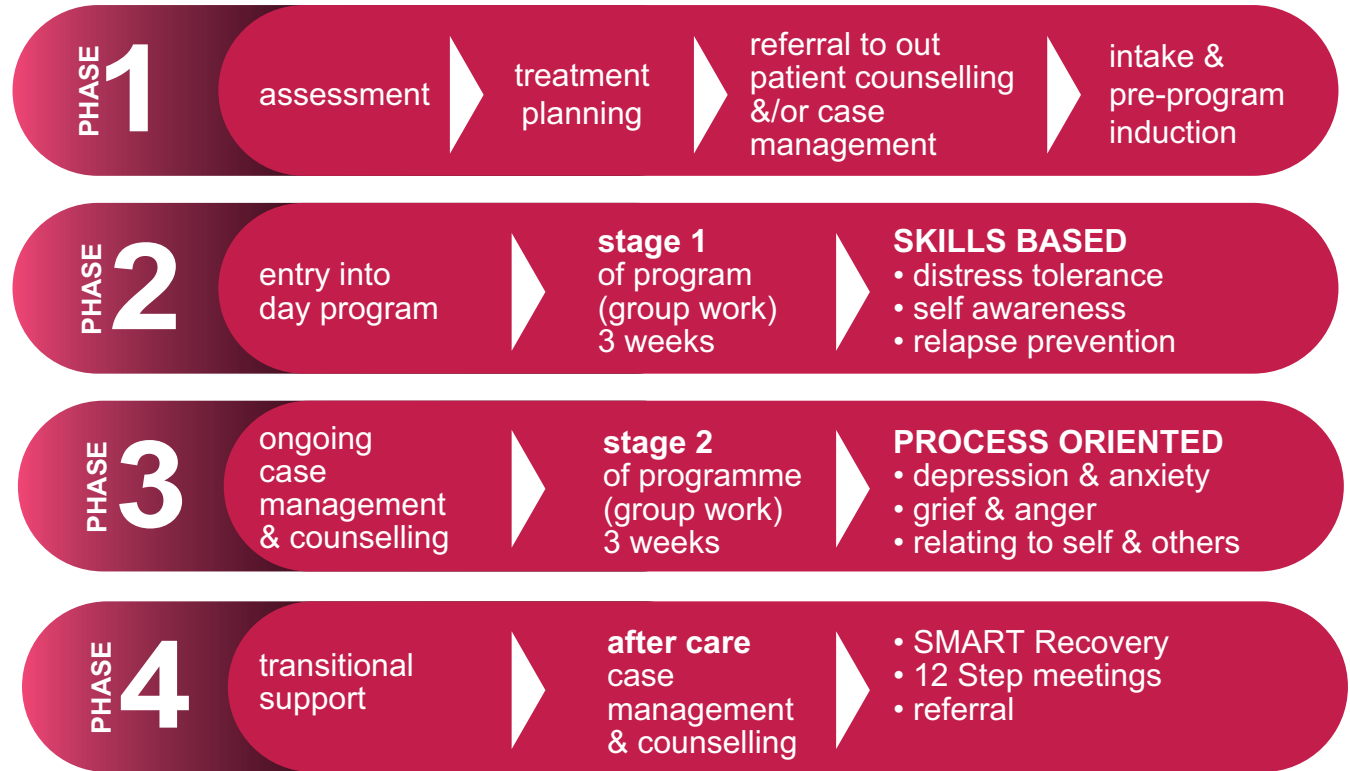 PHASE 1
assessment
treatment
planning
referral to out
patient counselling
&/or case
management
intake &
pre-program
induction
PHASE 2
entry into
day program
stage 1
of program
(group work)
3 weeks
SKILLS BASED
• distress tolerance
• self awareness
• relapse prevention
PHASE 3
ongoing
case
management
& counselling
stage 2
of programme
(group work)
3 weeks
PROCESS ORIENTED
• depression & anxiety
• grief & anger
• relating to self & others
PHASE 4
transitional
support
after care
case
management
& counselling
• SMART Recovery
• 12 Step meetings
• referral